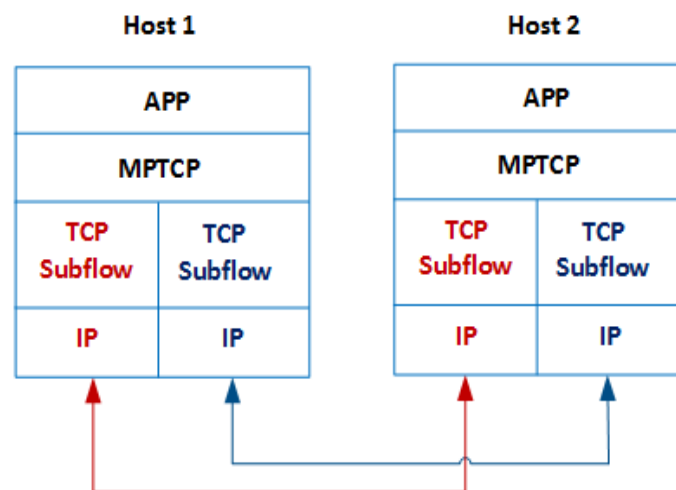 Host 1
APP
MPTCP
TCP
Subflow
TCP
Subflow
IP
IP
Host 2
APP
MPTCP
TCP
Subflow
TCP
Subflow
IP
IP